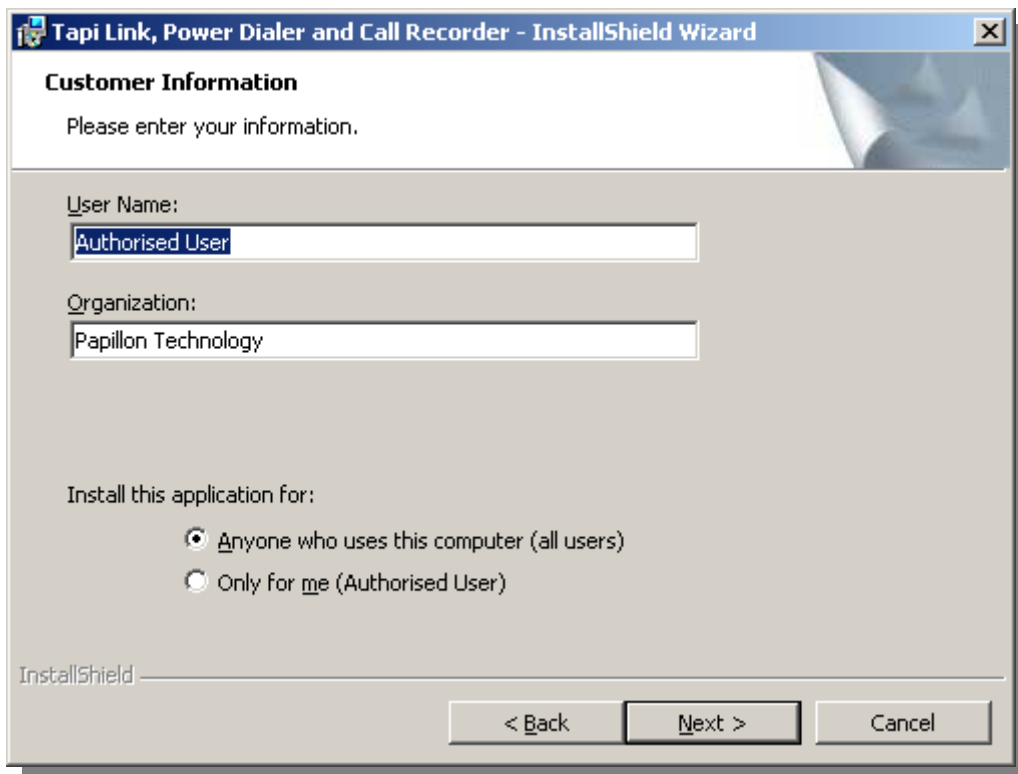 Tapi Link, Power Dialer and Call Recorder - InstallShield Wizard
Customer Information
Please enter your information.
User Name:
Authorised User
Organization:
Papillon Technology
Install this application for:
Anyone who uses this computer (all users)
Only for me (Authorised User)
InstallShield
< Back
Next >
Cancel